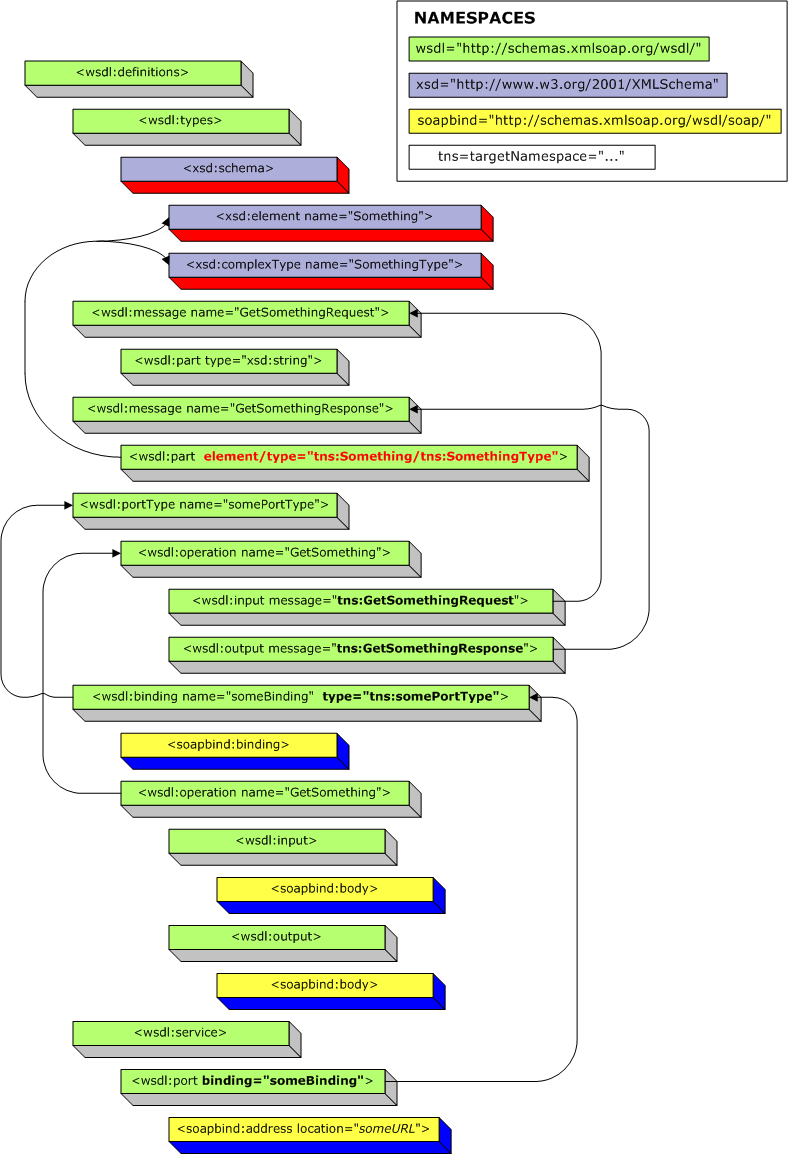 NAMESPACES
wsdl="http://schemas.xmlsoap.org/wsdl/"
xsd="http://www.w3.org/2001/XMLSchema"
soapbind="http://schemas.xmlsoap.org/wsdl/soap/"
tns=targetNamespace="..."
<wsdl:definitions>
<wsdl:types>
<xsd:schema>
<xsd:element name="Something">
<xsd:complexType name="SomethingType">
<wsdl:message name="GetSomethingRequest">
<wsdl:part type="xsd:string">
<wsdl:message name="GetSomethingResponse">
<wsdl:part element/type="tns:Something/tns:SomethingType">
<wsdl:portType name="somePortType">
<wsdl:operation name="GetSomething">
<wsdl:input message="tns:GetSomethingRequest">
<wsdl:output message="tns:GetSomethingResponse">
<wsdl:binding name="someBinding" type="tns:somePortType">
<soapbind:binding>
<wsdl:operation name="GetSomething">
<wsdl:input>
<soapbind:body>
<wsdl:output>
<soapbind:body>
<wsdl:service>
<wsdl:port binding="someBinding">
<soapbind:address location="someURL">